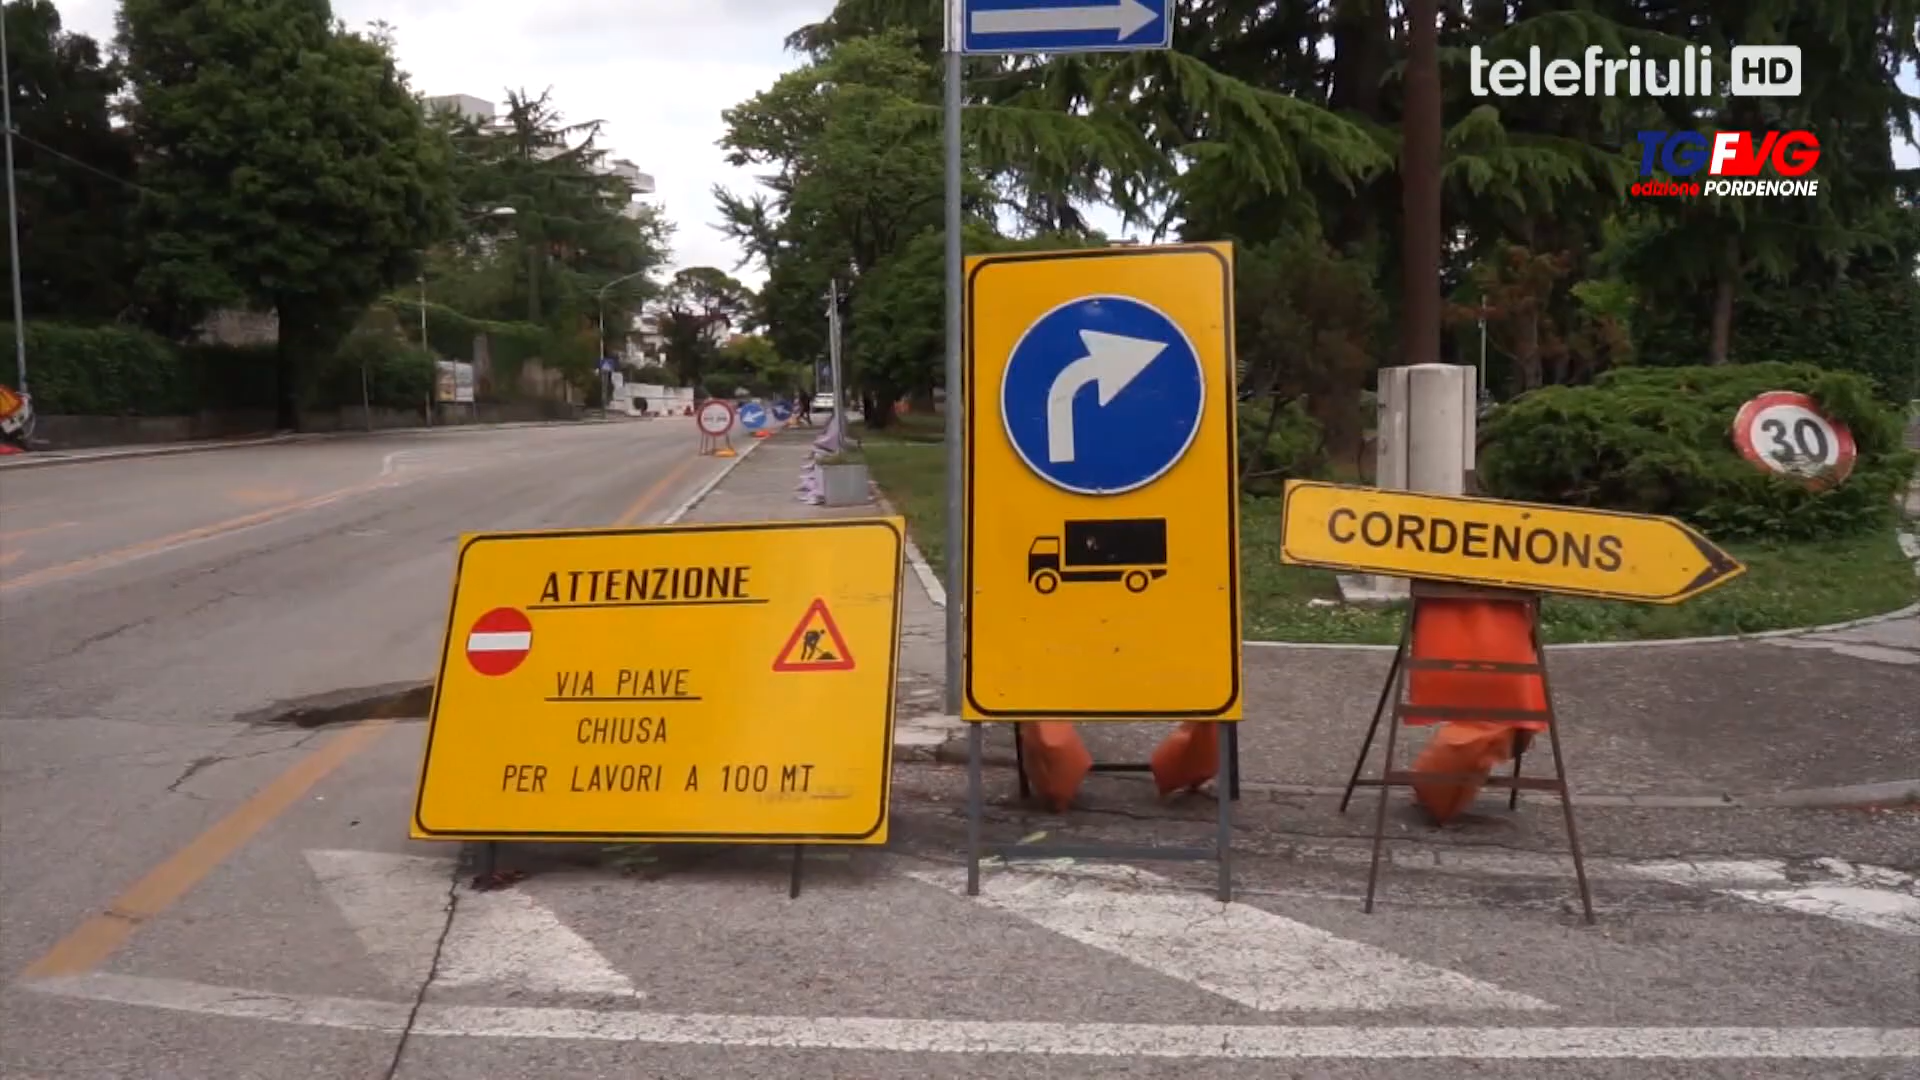 telefriuli HD
TGFVG
edizione PORDENONE
30
CORDENONS
ATTENZIONE
VIA PIAVE
CHIUSA
PER LAVORI A 100 MT